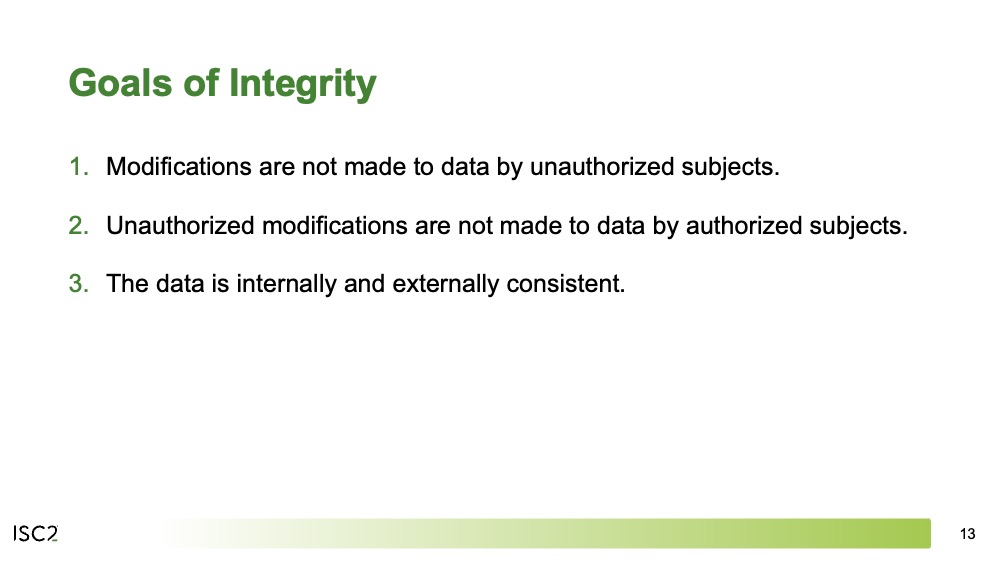 Goals of Integrity
1. Modifications are not made to data by unauthorized subjects.
2. Unauthorized modifications are not made to data by authorized subjects.
3. The data is internally and externally consistent.
ISC2
13